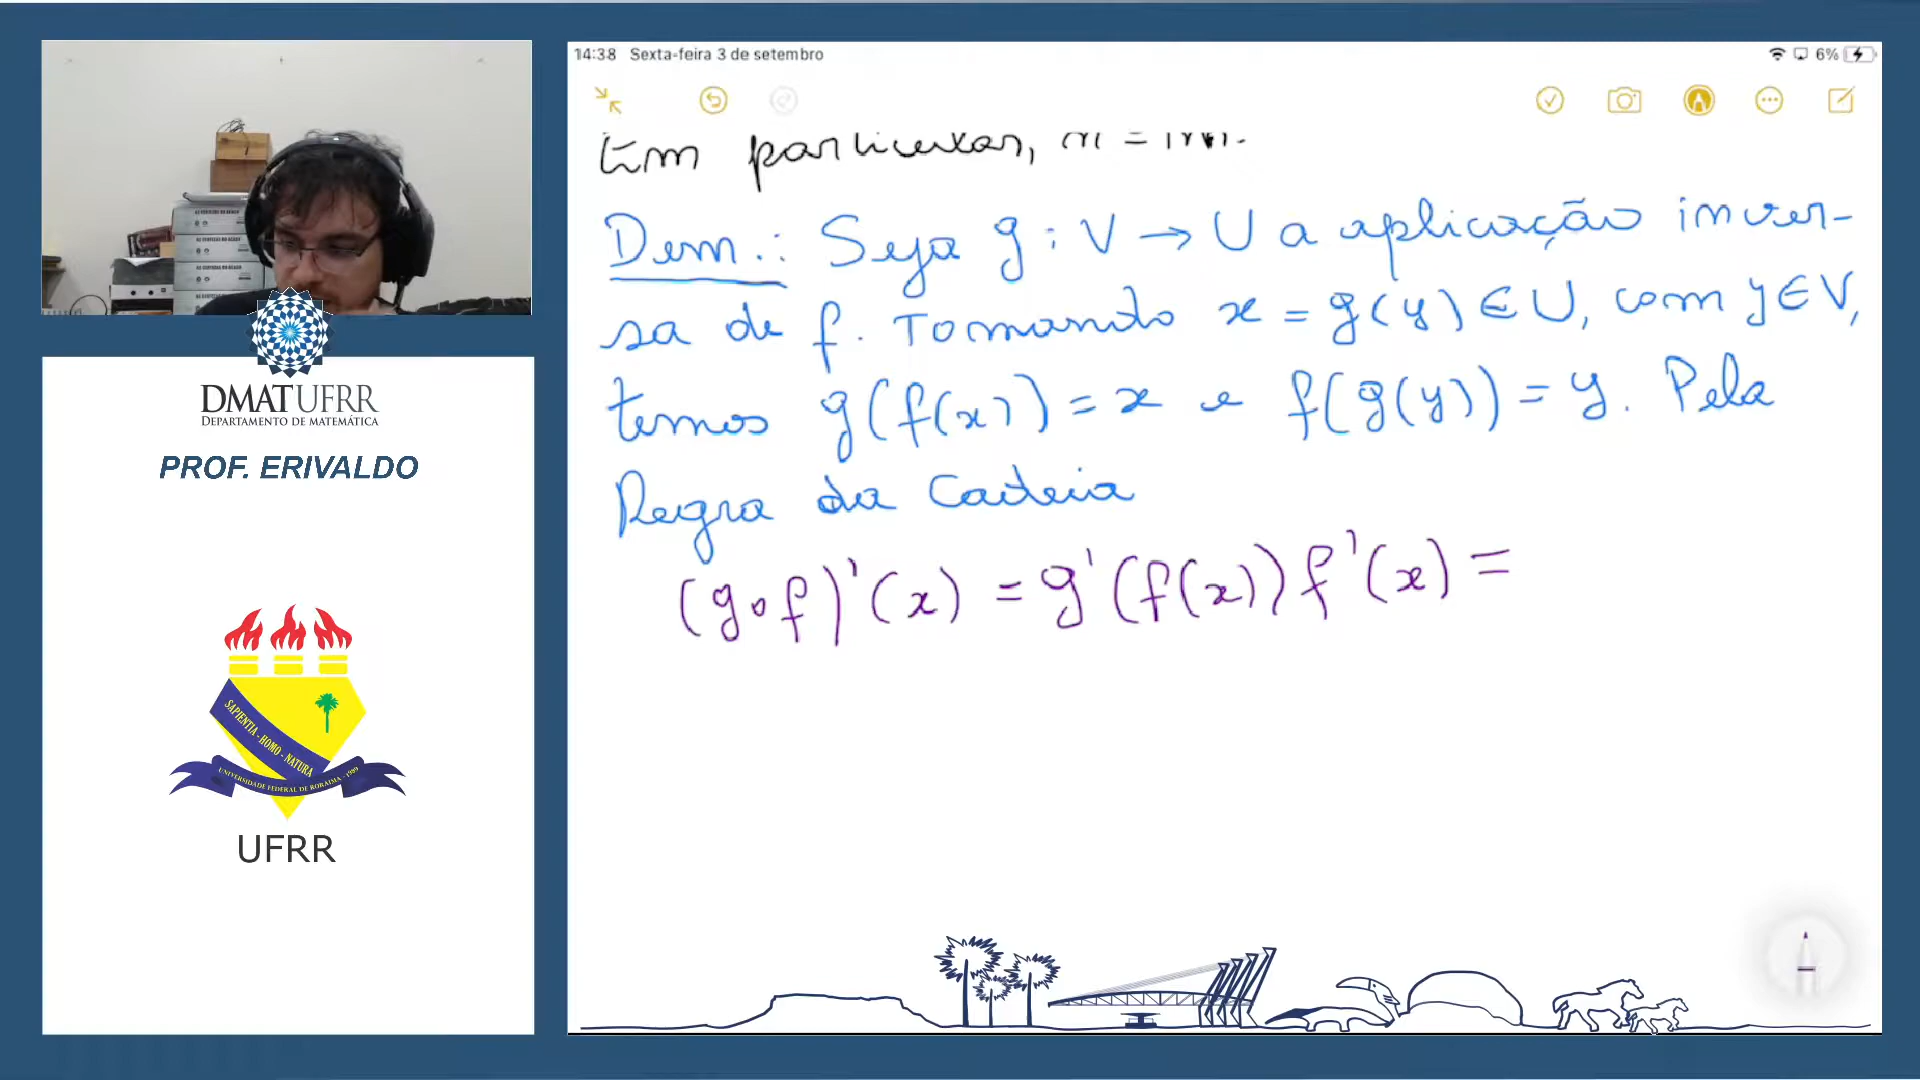 14:38 Sexta-feira 3 de setembro
6%
Em particular, m = n.
Dem.: Seja g : V → U a aplicação inver-
sa de f. Tomando x = g(y) ∈ U, com y ∈ V,
temos g(f(x)) = x e f(g(y)) = y. Pela
Regra da Cadeia
(g∘f)'(x) = g'(f(x)) f'(x) =
DMATUFRR
DEPARTAMENTO DE MATEMÁTICA
PROF. ERIVALDO
SAPIENTIA - HOMO - NATURA
UNIVERSIDADE FEDERAL DE RORAIMA - 1989
UFRR